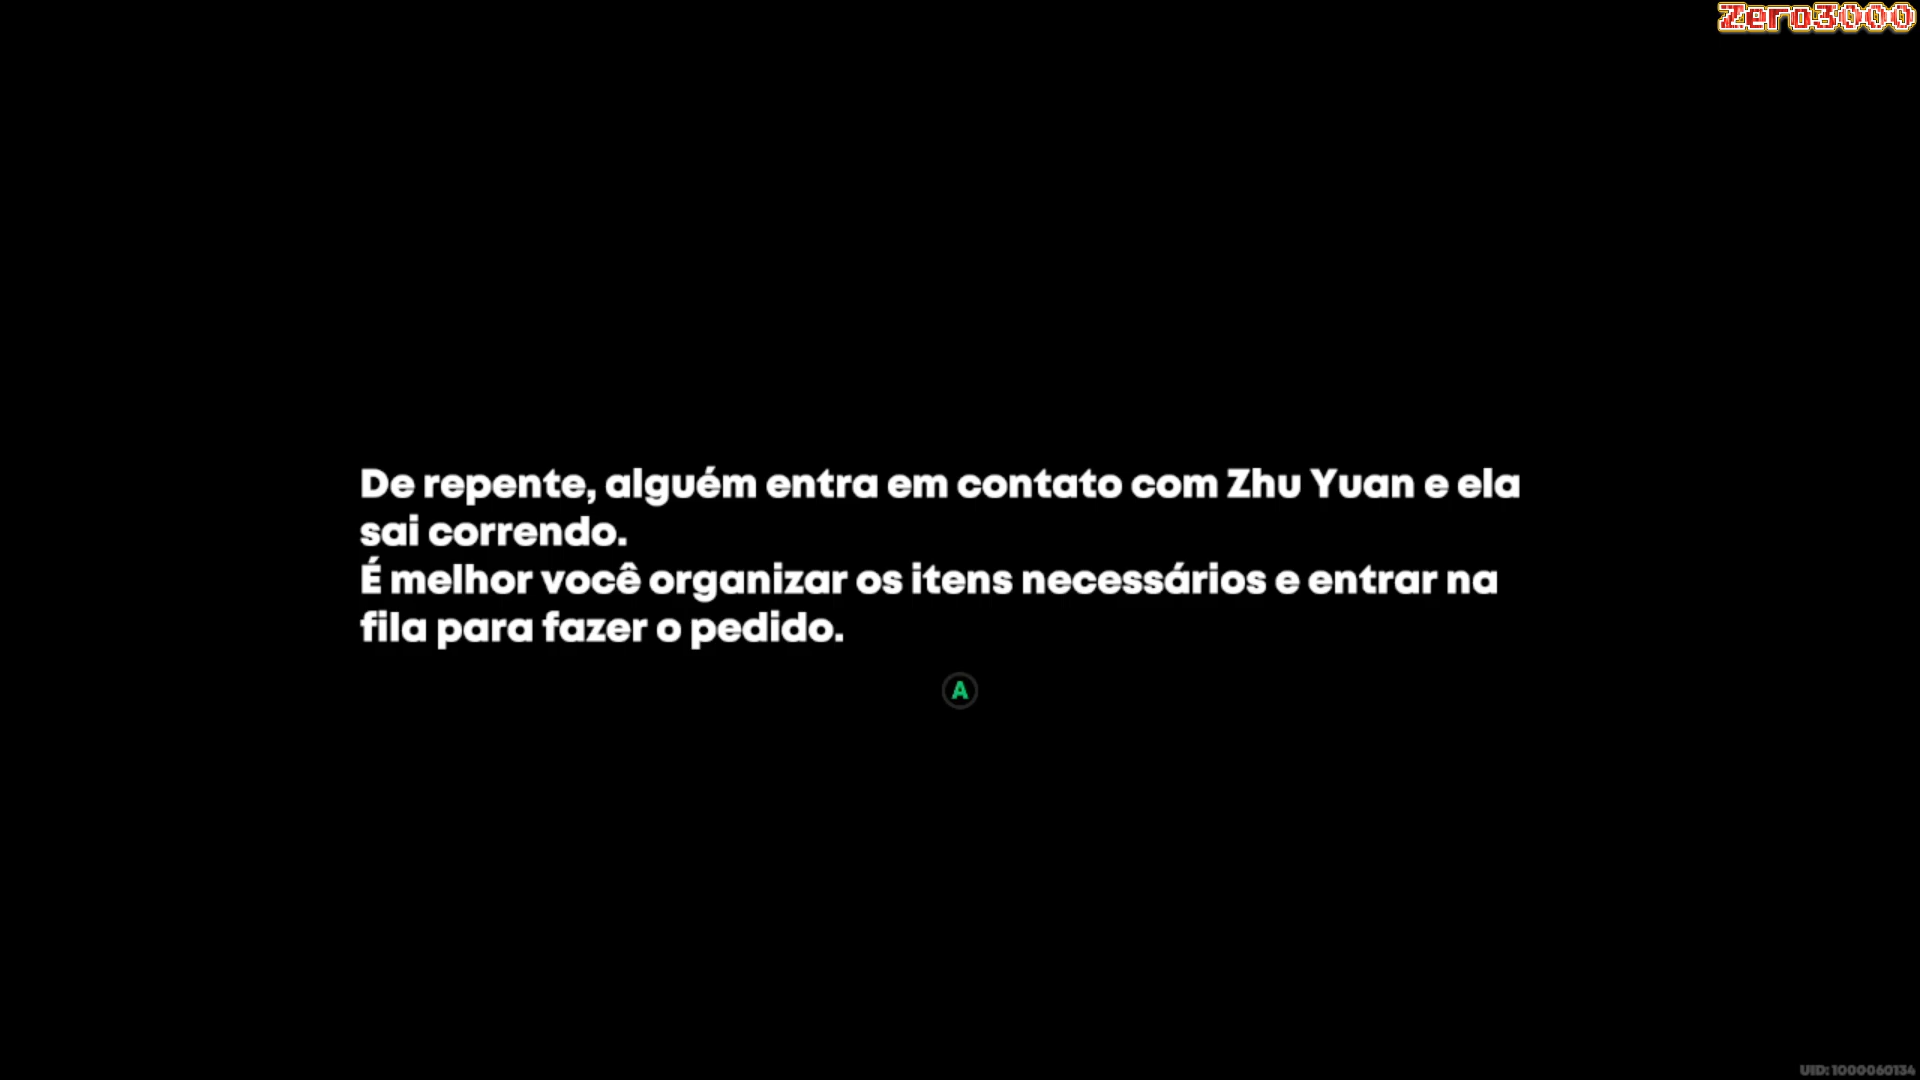 Zero3000
De repente, alguém entra em contato com Zhu Yuan e ela
sai correndo.
É melhor você organizar os itens necessários e entrar na
fila para fazer o pedido.
A
UID: 1000060134